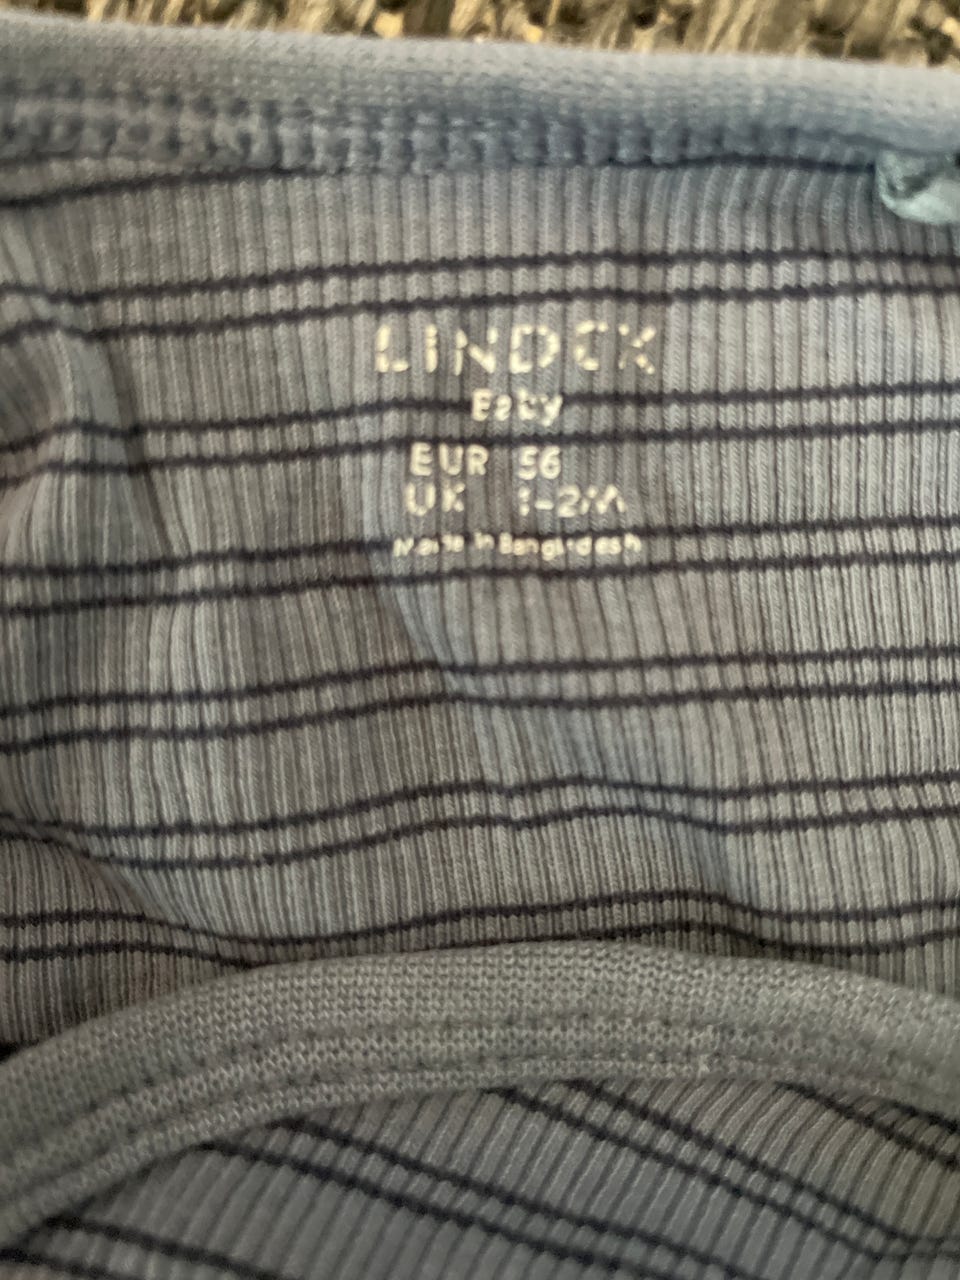 LINDEX
Baby
EUR 56
UK 1-2M
Made in Bangladesh